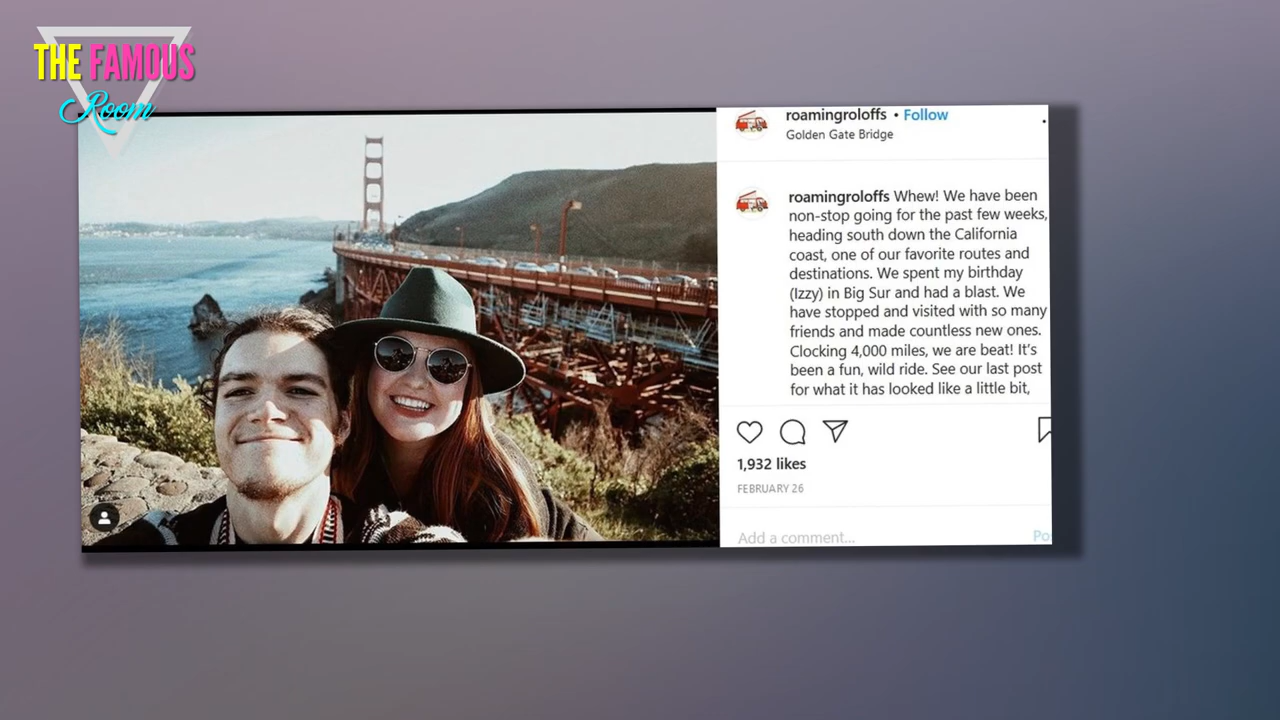 THE FAMOUS
Room
roamingroloffs • Follow
Golden Gate Bridge
roamingroloffs Whew! We have been
non-stop going for the past few weeks,
heading south down the California
coast, one of our favorite routes and
destinations. We spent my birthday
(Izzy) in Big Sur and had a blast. We
have stopped and visited with so many
friends and made countless new ones.
Clocking 4,000 miles, we are beat! It's
been a fun, wild ride. See our last post
for what it has looked like a little bit,
1,932 likes
FEBRUARY 26
Add a comment...
Po